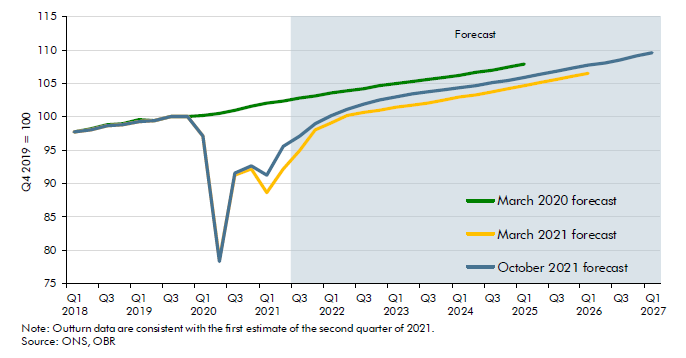 115
110
105
100
95
90
85
80
75
Q4 2019 = 100
Forecast
March 2020 forecast
March 2021 forecast
October 2021 forecast
Q1 Q3 Q1 Q3 Q1 Q3 Q1 Q3 Q1 Q3 Q1 Q3 Q1 Q3 Q1 Q3 Q1 Q3 Q1
2018 2019 2020 2021 2022 2023 2024 2025 2026 2027
Note: Outturn data are consistent with the first estimate of the second quarter of 2021.
Source: ONS, OBR